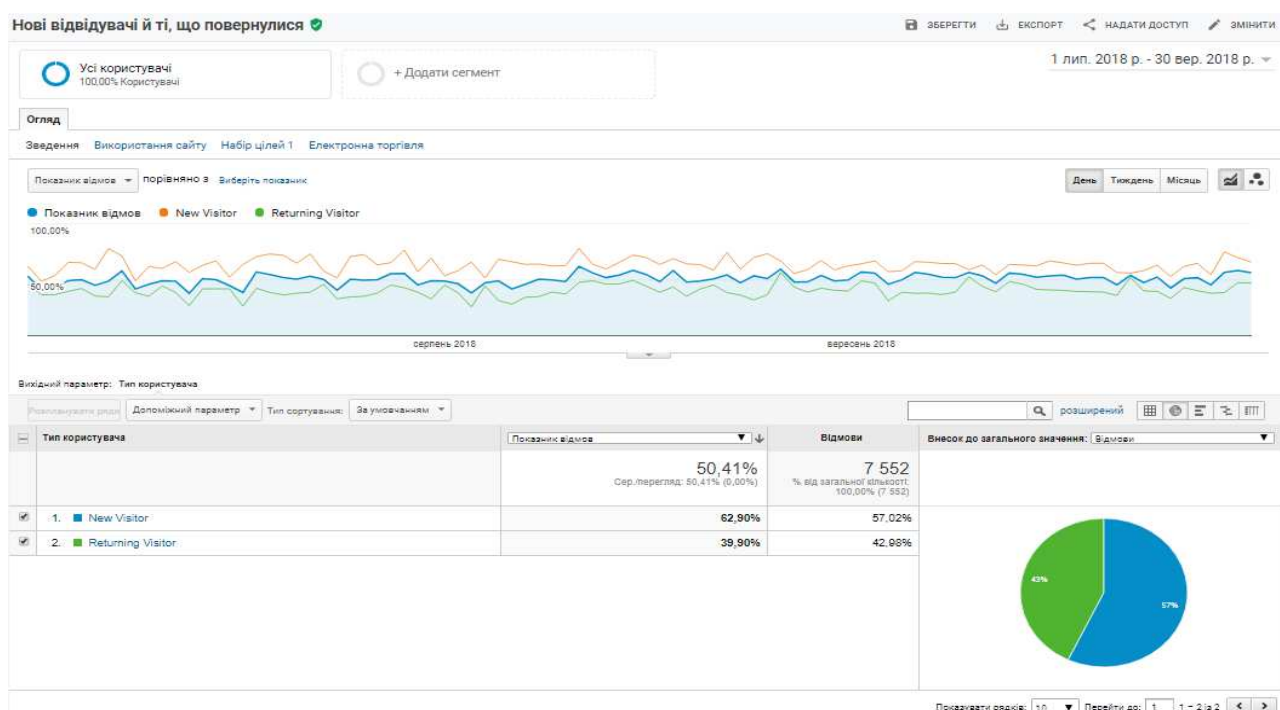 Нові відвідувачі й ті, що повернулися
ЗБЕРЕГТИ ЕКСПОРТ НАДАТИ ДОСТУП ЗМІНИТИ
Усі користувачі
100,00% Користувачі
+ Додати сегмент
1 лип. 2018 р. - 30 вер. 2018 р.
Огляд
Зведення Використання сайту Набір цілей 1 Електронна торгівля
Показник відмов порівняно з Виберіть показник
День Тиждень Місяць
Показник відмов New Visitor Returning Visitor
100,00%
50,00%
серпень 2018 вересень 2018
Вихідний параметр: Тип користувача
Допоміжний параметр Тип сортування: За умовчанням
розширений
Тип користувача Показник відмов Відмови Внесок до загального значення: Відмови
50,41% 7 552
Сер./перегляд: 50,41% (0,00%) % від загальної кількості: 100,00% (7 552)
1. New Visitor 62,90% 57,02%
2. Returning Visitor 39,90% 42,98%
43%
57%
Показувати рядків: 10 Перейти до: 1 1 – 2 із 2